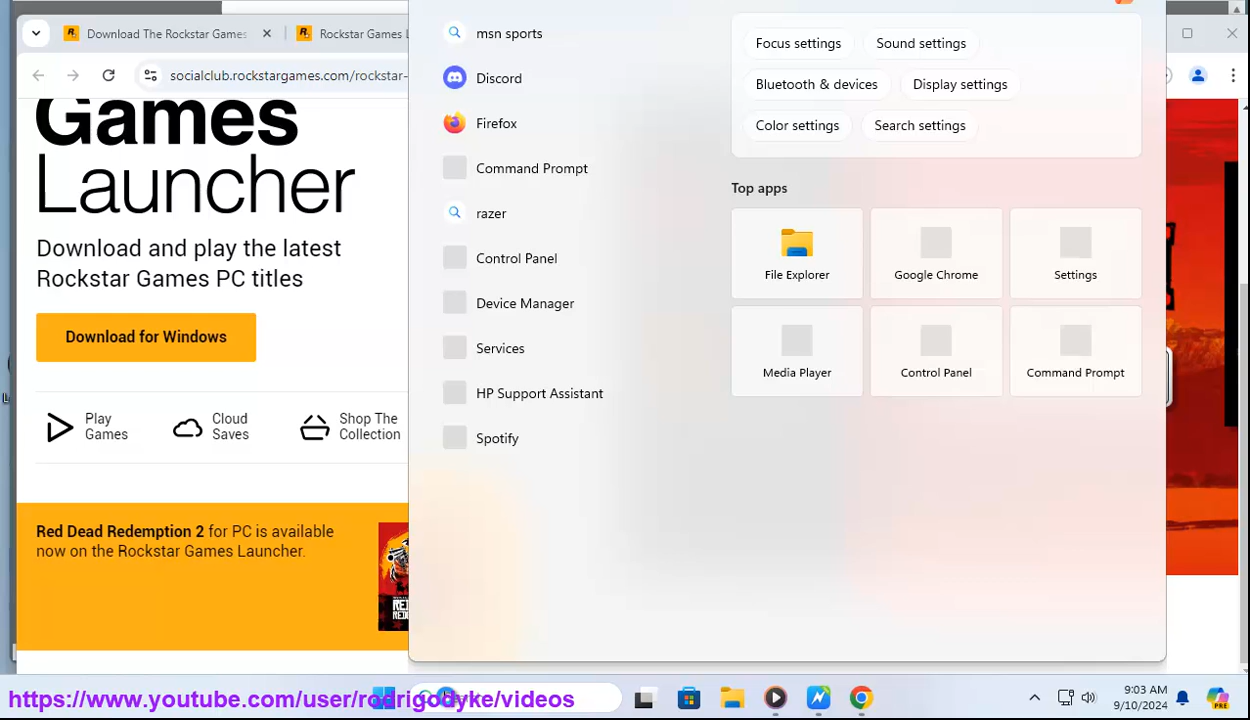 Download The Rockstar Games
Rockstar Games L
socialclub.rockstargames.com/rockstar-
Games
Launcher
Download and play the latest
Rockstar Games PC titles
Download for Windows
Play
Games
Cloud
Saves
Shop The
Collection
Red Dead Redemption 2 for PC is available
now on the Rockstar Games Launcher.
msn sports
Discord
Firefox
Command Prompt
razer
Control Panel
Device Manager
Services
HP Support Assistant
Spotify
Focus settings
Sound settings
Bluetooth & devices
Display settings
Color settings
Search settings
Top apps
File Explorer
Google Chrome
Settings
Media Player
Control Panel
Command Prompt
https://www.youtube.com/user/rodrigodyke/videos
9:03 AM
9/10/2024
PRE